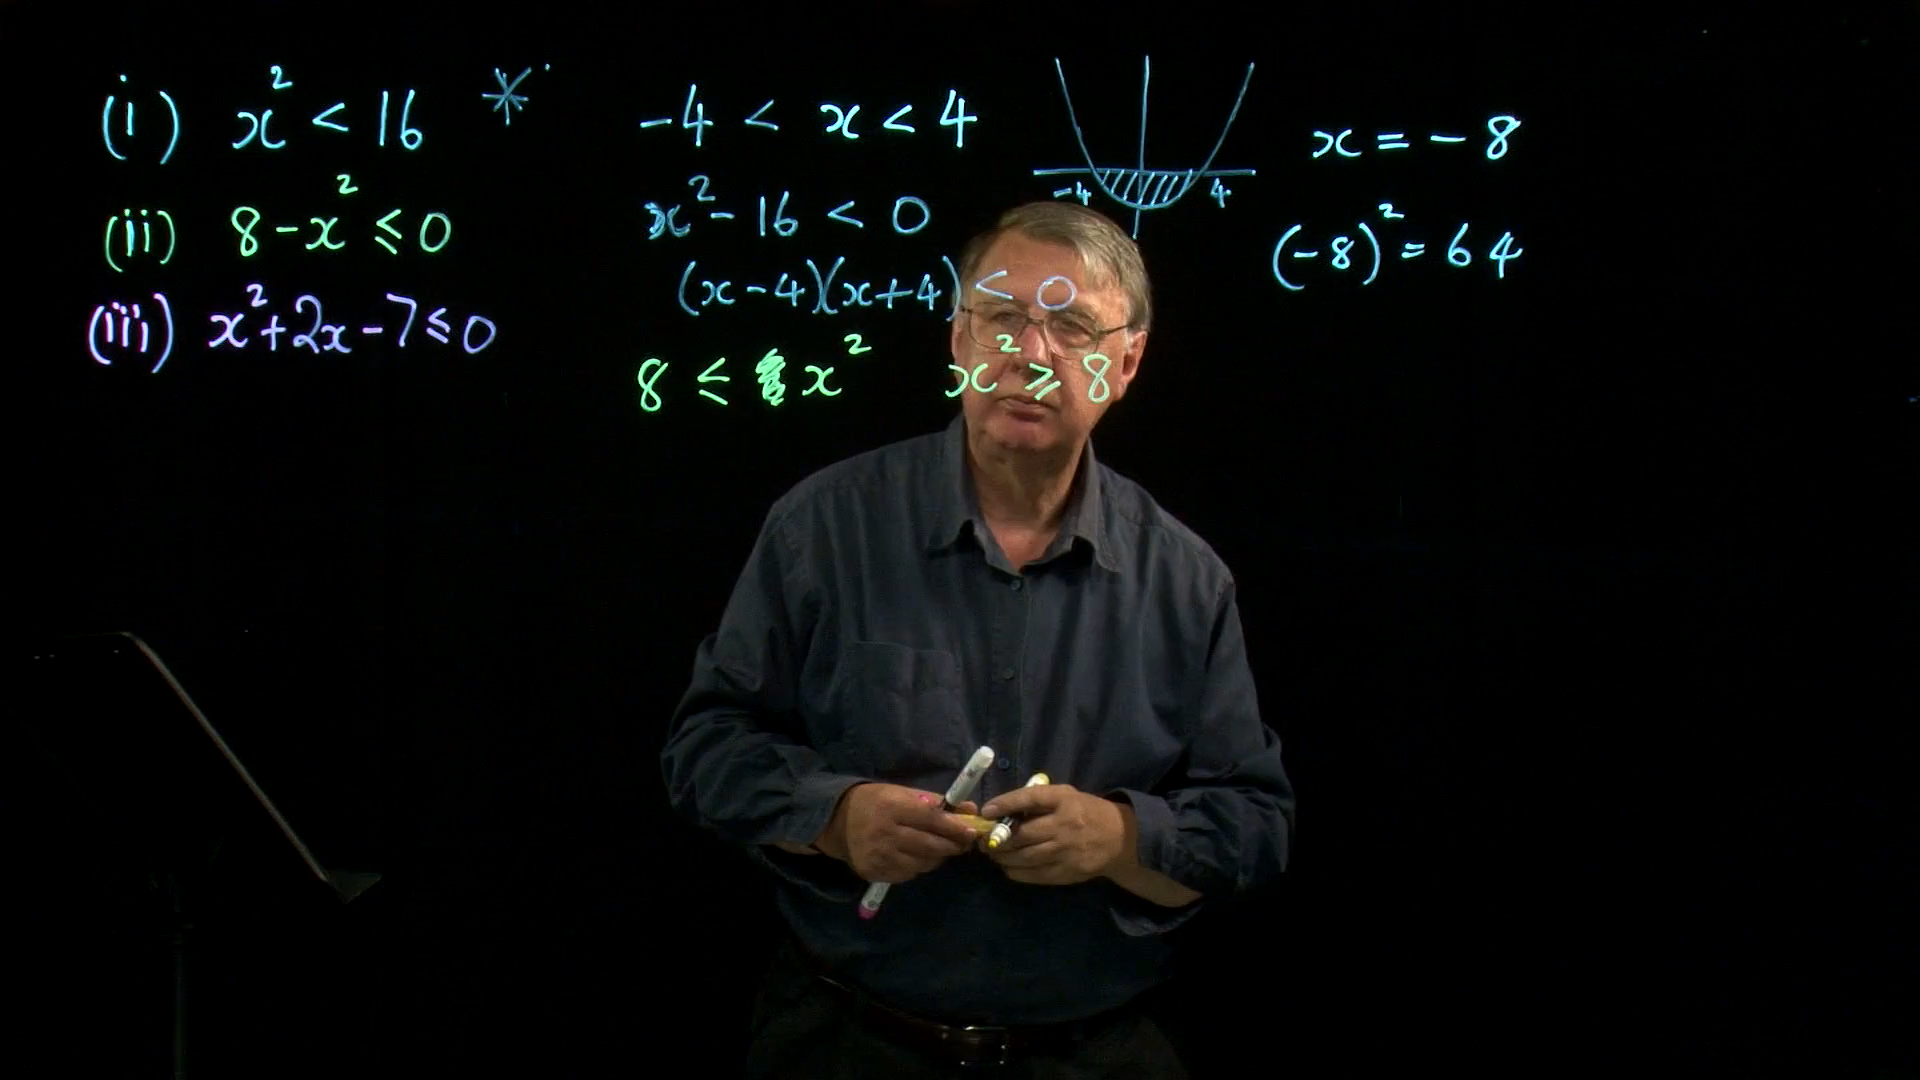 (i) x² < 16 *
(ii) 8 - x² ≤ 0
(iii) x² + 2x - 7 ≤ 0
-4 < x < 4
x² - 16 < 0
(x - 4)(x + 4) < 0
8 ≤ x² x² ≥ 8
-4 4
x = -8
(-8)² = 64